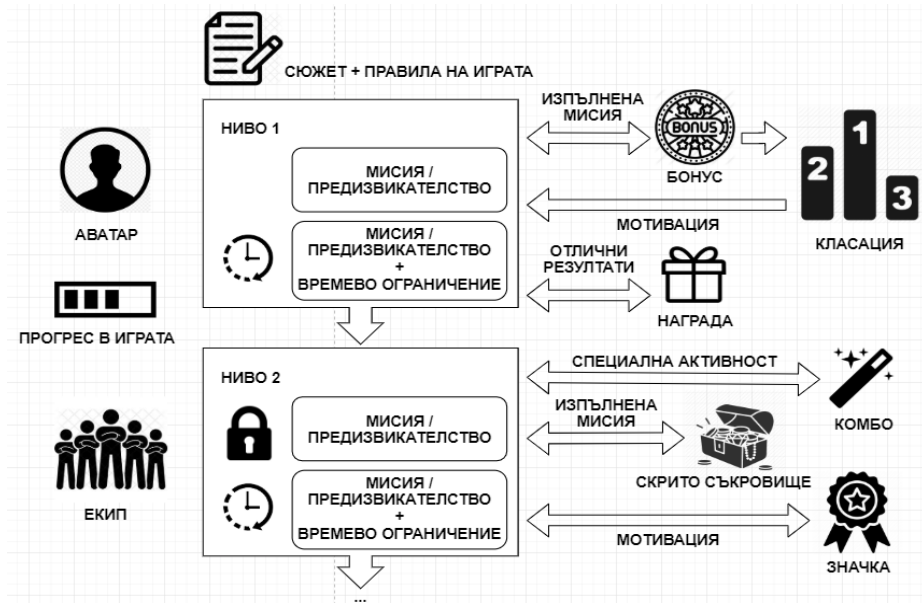 СЮЖЕТ + ПРАВИЛА НА ИГРАТА
АВАТАР
ПРОГРЕС В ИГРАТА
ЕКИП
НИВО 1
МИСИЯ /
ПРЕДИЗВИКАТЕЛСТВО
МИСИЯ /
ПРЕДИЗВИКАТЕЛСТВО
+
ВРЕМЕВО ОГРАНИЧЕНИЕ
ИЗПЪЛНЕНА
МИСИЯ
BONUS
БОНУС
2
1
3
КЛАСАЦИЯ
МОТИВАЦИЯ
ОТЛИЧНИ
РЕЗУЛТАТИ
НАГРАДА
НИВО 2
МИСИЯ /
ПРЕДИЗВИКАТЕЛСТВО
МИСИЯ /
ПРЕДИЗВИКАТЕЛСТВО
+
ВРЕМЕВО ОГРАНИЧЕНИЕ
СПЕЦИАЛНА АКТИВНОСТ
КОМБО
ИЗПЪЛНЕНА
МИСИЯ
СКРИТО СЪКРОВИЩЕ
МОТИВАЦИЯ
ЗНАЧКА
...